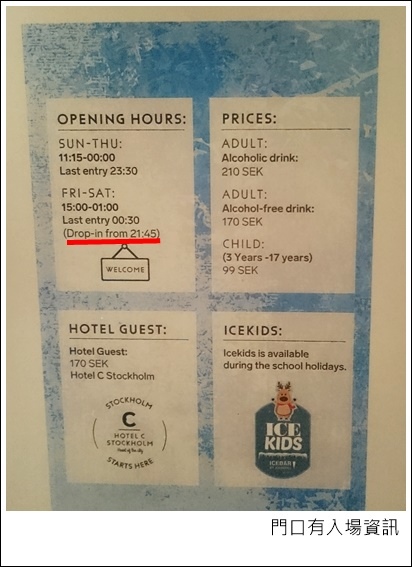 OPENING HOURS:
SUN-THU:
11:15-00:00
Last entry 23:30
FRI-SAT:
15:00-01:00
Last entry 00:30
(Drop-in from 21:45)
WELCOME
PRICES:
ADULT:
Alcoholic drink:
210 SEK
ADULT:
Alcohol-free drink:
170 SEK
CHILD:
(3 Years -17 years)
99 SEK
HOTEL GUEST:
Hotel Guest:
170 SEK
Hotel C Stockholm
STOCKHOLM
C
HOTEL C
STOCKHOLM
STARTS HERE
ICEKIDS:
Icekids is available
during the school holidays.
ICE
KIDS
ICEBAR
門口有入場資訊